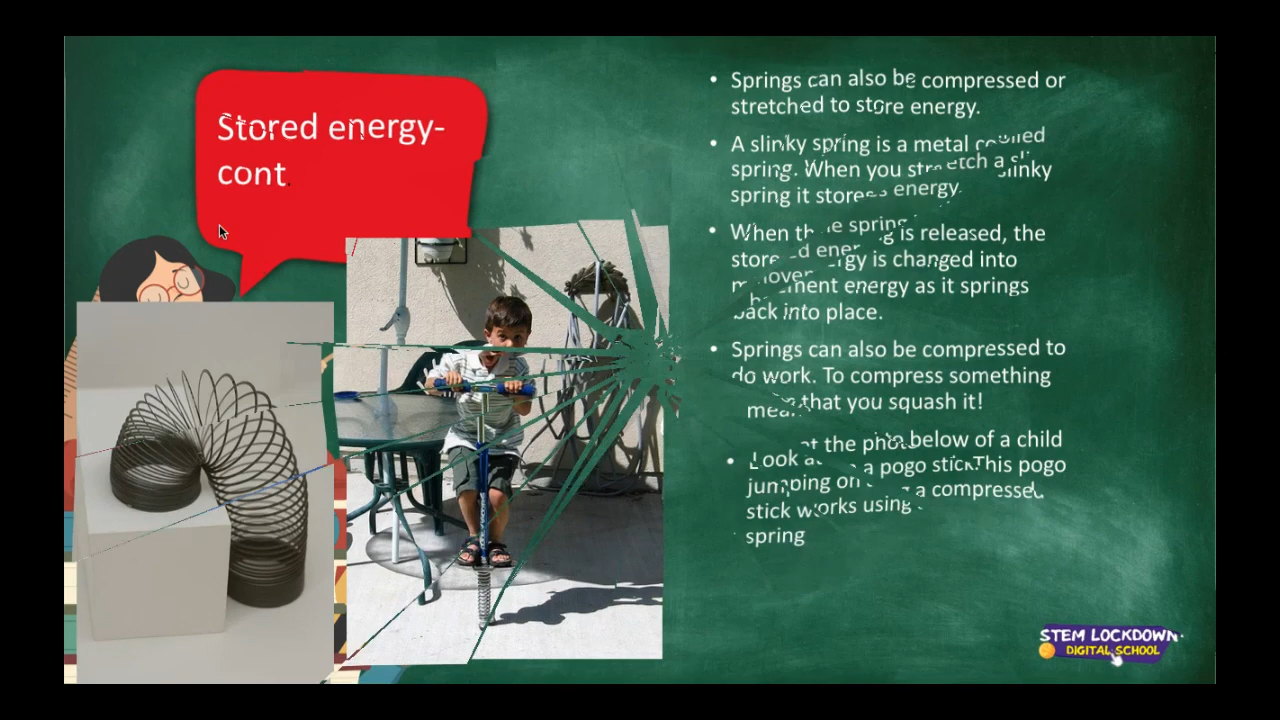 Stored energy-
cont.
• Springs can also be compressed or
stretched to store energy.
• A slinky spring is a metal coiled
spring. When you stretch a slinky
spring it stores energy.
• When the spring is released, the
stored energy is changed into
movement energy as it springs
back into place.
• Springs can also be compressed to
do work. To compress something
means that you squash it!
• Look at the photo below of a child
jumping on a pogo stick. This pogo
stick works using a compressed
spring
STEM LOCKDOWN
DIGITAL SCHOOL